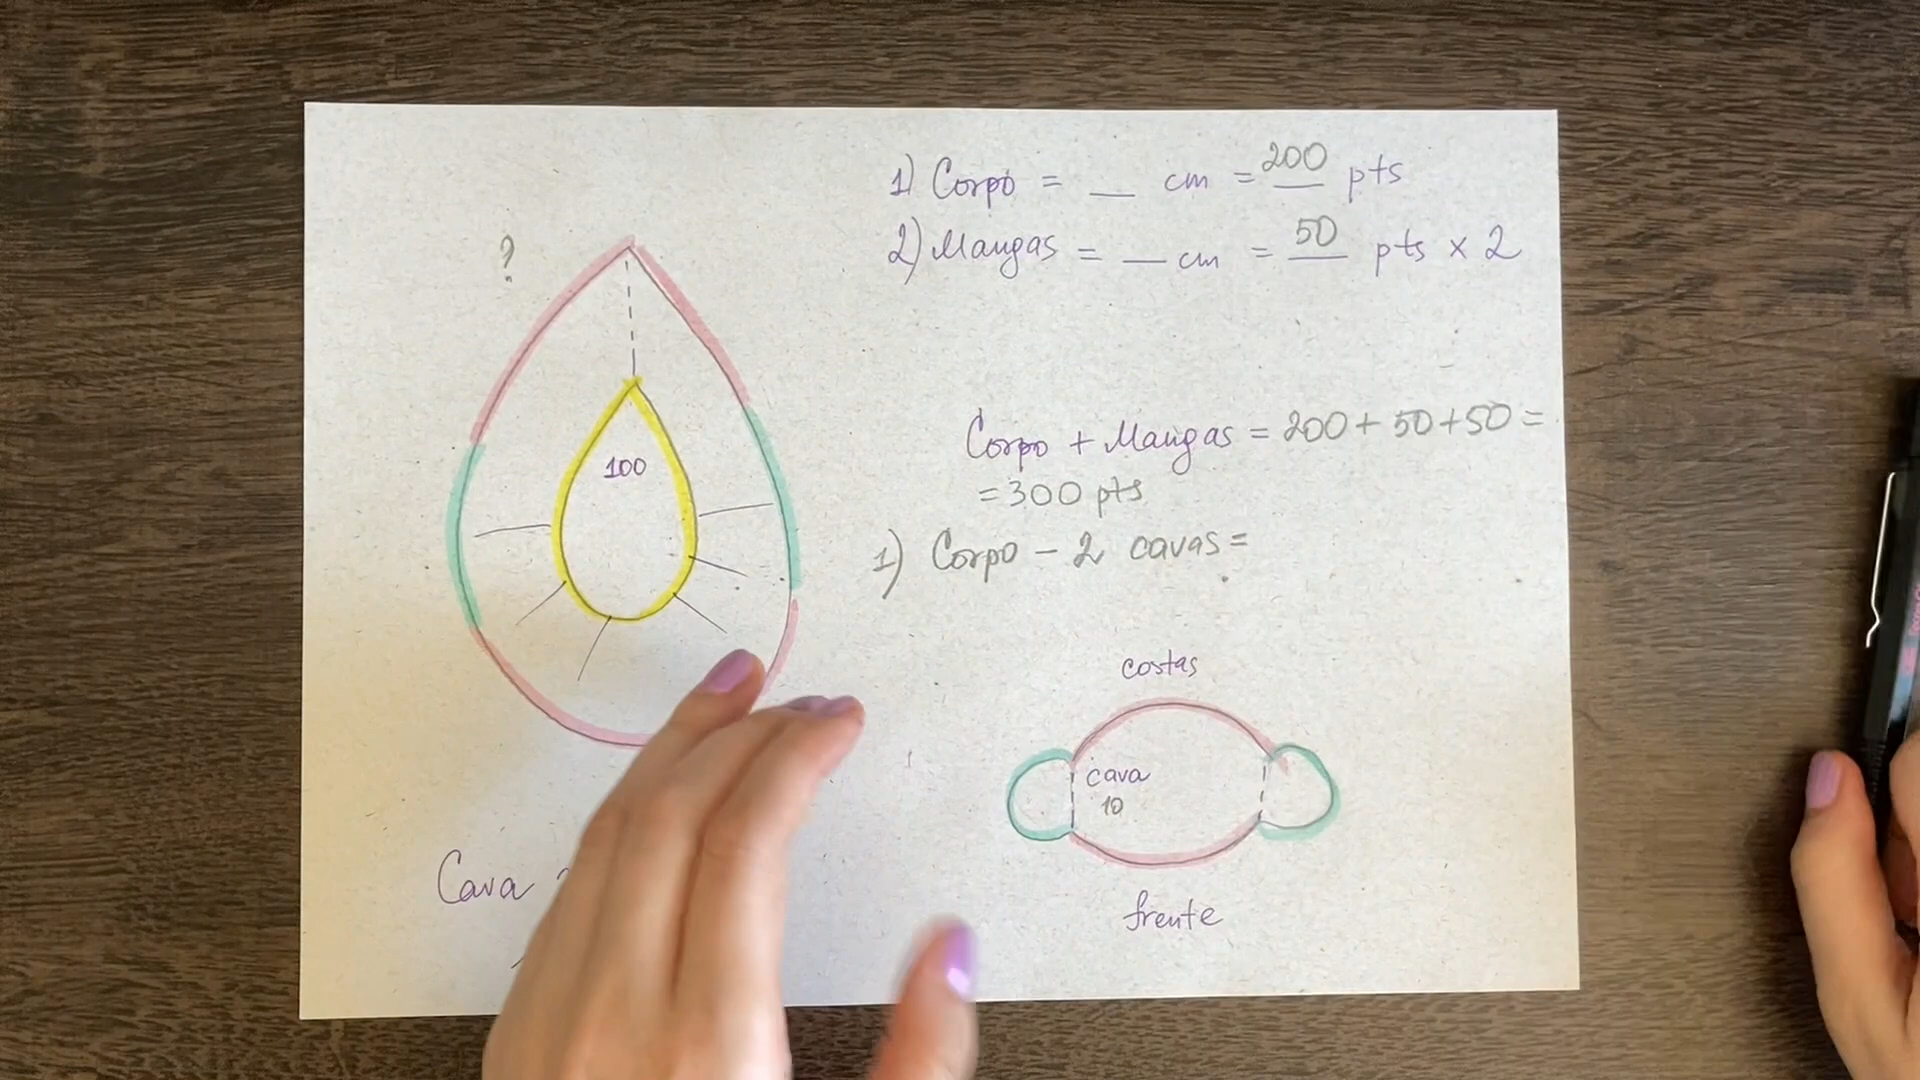 1) Corpo = __ cm = 200 pts
2) Mangas = __ cm = 50 pts x 2
?
100
Corpo + Mangas = 200 + 50 + 50 =
= 300 pts
1) Corpo - 2 cavas =
costas
cava
10
frente
Cava